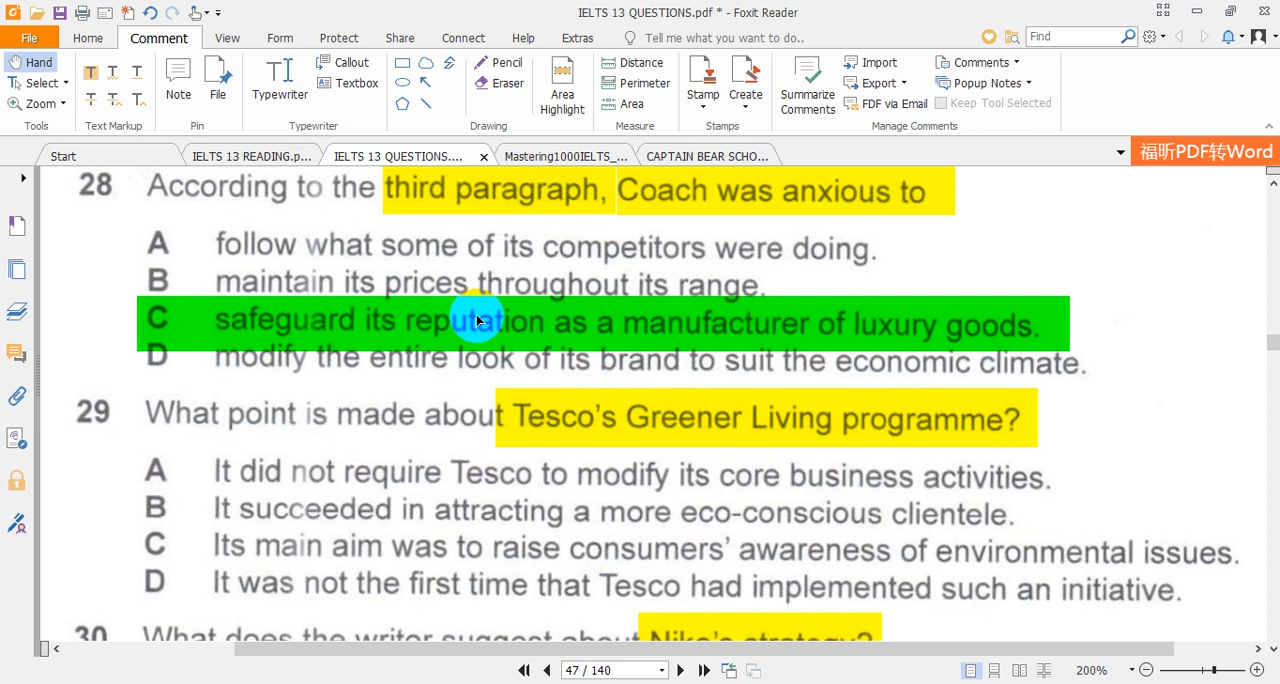 IELTS 13 QUESTIONS.pdf * - Foxit Reader
File Home Comment View Form Protect Share Connect Help Extras Tell me what you want to do.. Find
Hand
Select
Zoom
Tools
Text Markup
Note
File
Pin
Typewriter
Callout
Textbox
Typewriter
Pencil
Eraser
Drawing
Area Highlight
Distance
Perimeter
Area
Measure
Stamp
Create
Stamps
Summarize Comments
Import
Export
FDF via Email
Comments
Popup Notes
Keep Tool Selected
Manage Comments
Start IELTS 13 READING.p... IELTS 13 QUESTIONS.... Mastering1000IELTS_... CAPTAIN BEAR SCHO... 福昕PDF转Word
28 According to the third paragraph, Coach was anxious to
A follow what some of its competitors were doing.
B maintain its prices throughout its range.
C safeguard its reputation as a manufacturer of luxury goods.
D modify the entire look of its brand to suit the economic climate.
29 What point is made about Tesco's Greener Living programme?
A It did not require Tesco to modify its core business activities.
B It succeeded in attracting a more eco-conscious clientele.
C Its main aim was to raise consumers' awareness of environmental issues.
D It was not the first time that Tesco had implemented such an initiative.
30 What does the writer suggest about Nike's strategy?
47 / 140 200%